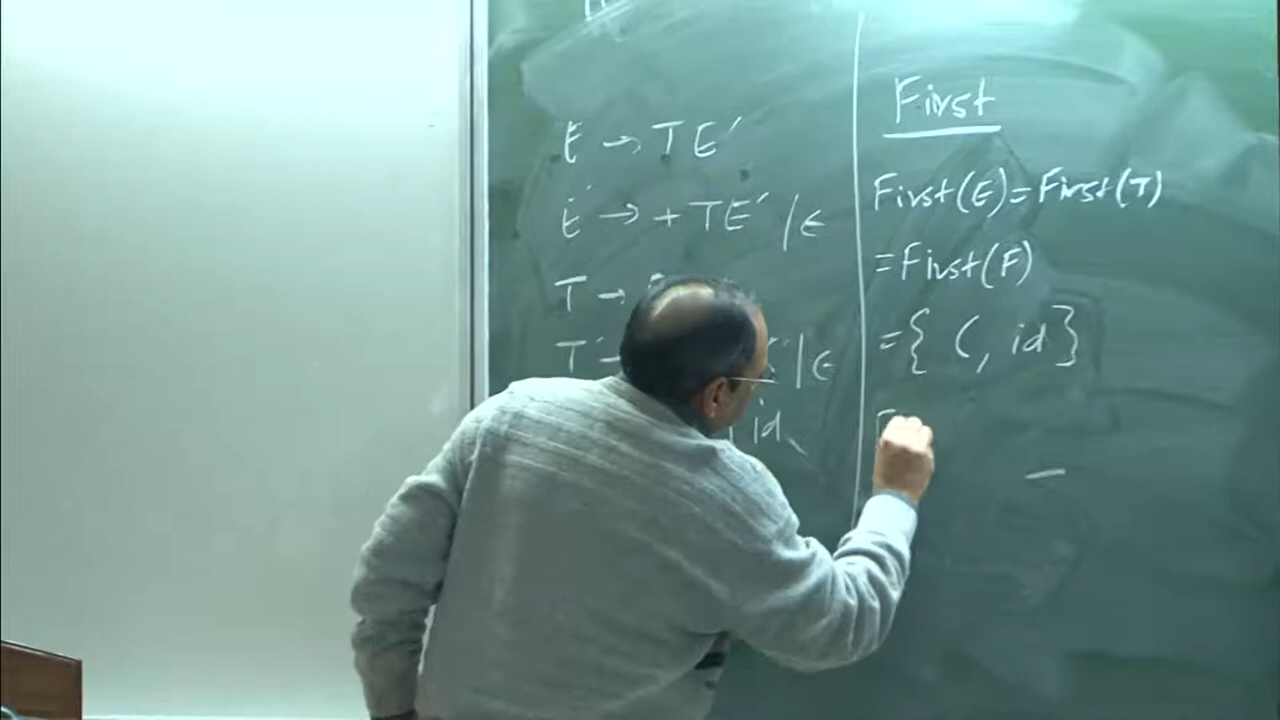 E → TE'
E' → + TE' / ε
T →
T' → / ε
id
First
First(E) = First(T)
= First(F)
= { (, id }